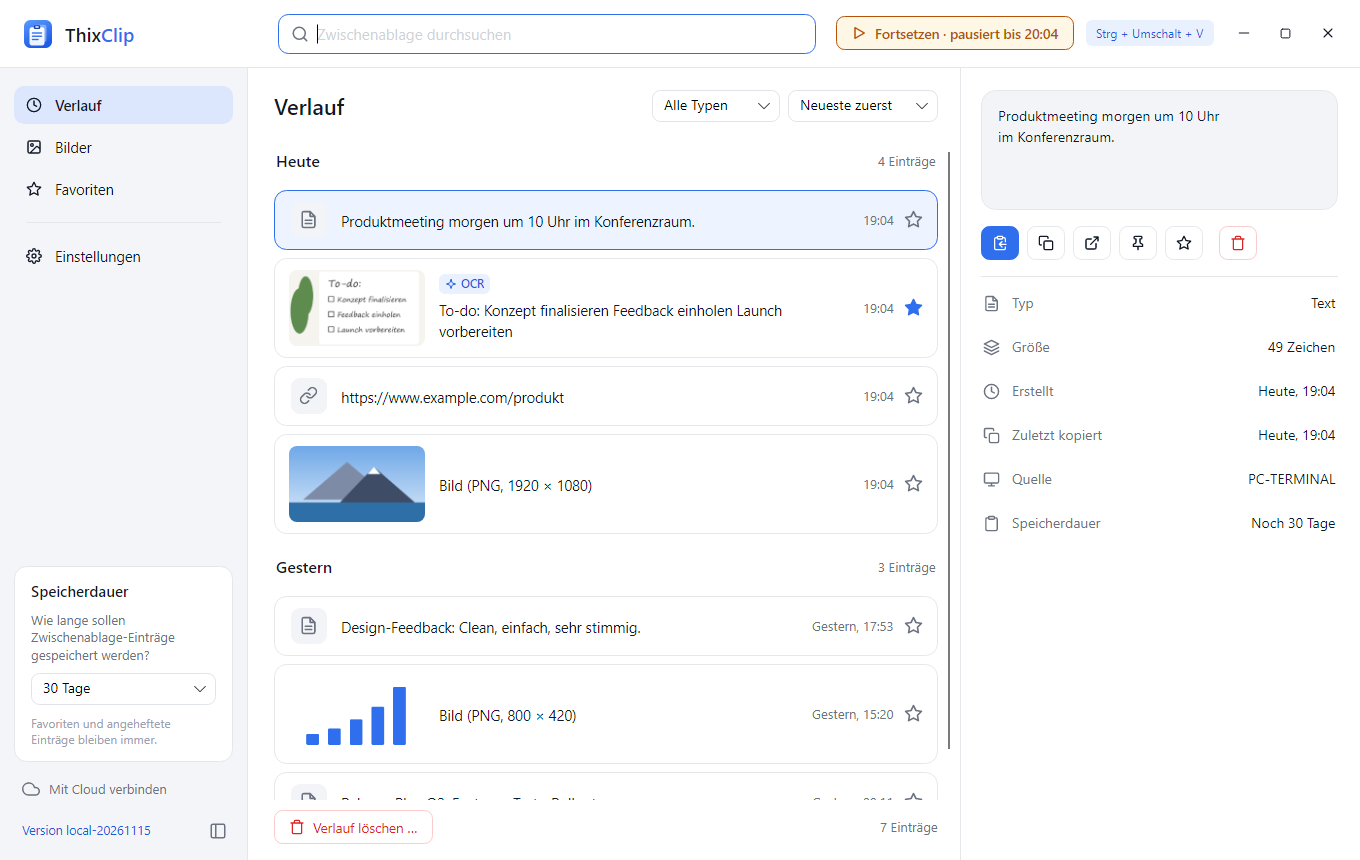 ThixClip
Zwischenablage durchsuchen
Fortsetzen · pausiert bis 20:04
Strg + Umschalt + V
Verlauf
Bilder
Favoriten
Einstellungen
Speicherdauer
Wie lange sollen
Zwischenablage-Einträge
gespeichert werden?
30 Tage
Favoriten und angeheftete
Einträge bleiben immer.
Mit Cloud verbinden
Version local-20261115
Verlauf
Alle Typen
Neueste zuerst
Heute
4 Einträge
Produktmeeting morgen um 10 Uhr im Konferenzraum.
19:04
To-do:
Konzept finalisieren
Feedback einholen
Launch vorbereiten
OCR
To-do: Konzept finalisieren Feedback einholen Launch
vorbereiten
19:04
https://www.example.com/produkt
19:04
Bild (PNG, 1920 × 1080)
19:04
Gestern
3 Einträge
Design-Feedback: Clean, einfach, sehr stimmig.
Gestern, 17:53
Bild (PNG, 800 × 420)
Gestern, 15:20
Verlauf löschen ...
7 Einträge
Produktmeeting morgen um 10 Uhr
im Konferenzraum.
Typ
Text
Größe
49 Zeichen
Erstellt
Heute, 19:04
Zuletzt kopiert
Heute, 19:04
Quelle
PC-TERMINAL
Speicherdauer
Noch 30 Tage